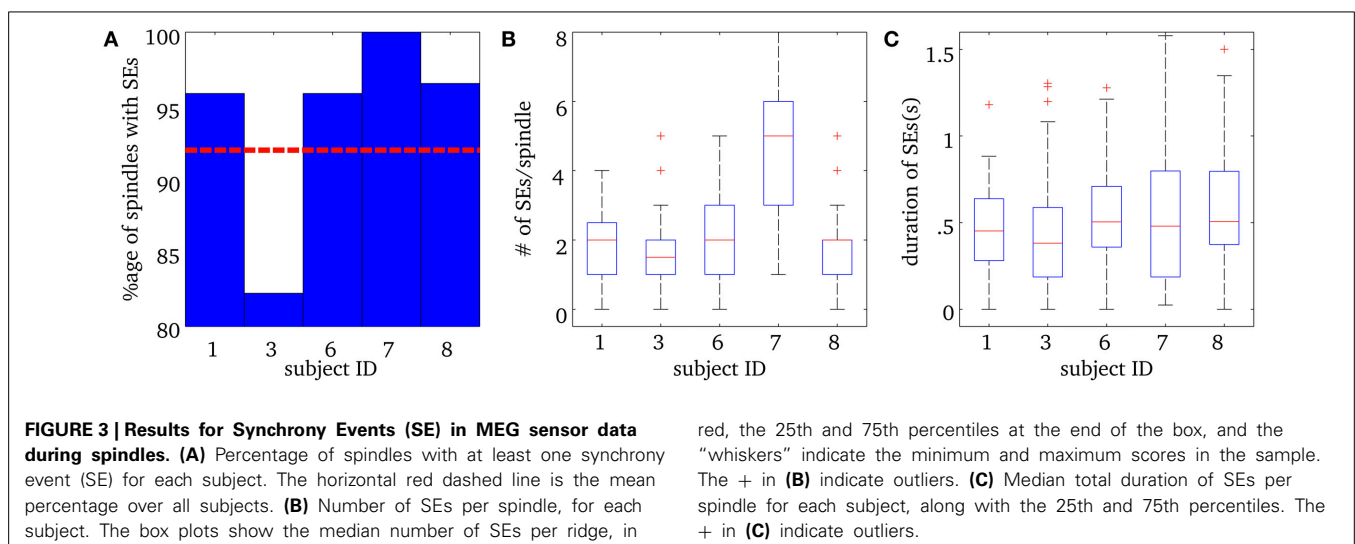 A
100
95
90
85
80
%age of spindles with SEs
1 3 6 7 8
subject ID
B
8
6
4
2
0
# of SEs/spindle
1 3 6 7 8
subject ID
C
1.5
1
.5
0
duration of SEs(s)
1 3 6 7 8
subject ID
FIGURE 3 | Results for Synchrony Events (SE) in MEG sensor data
during spindles. (A) Percentage of spindles with at least one synchrony
event (SE) for each subject. The horizontal red dashed line is the mean
percentage over all subjects. (B) Number of SEs per spindle, for each
subject. The box plots show the median number of SEs per ridge, in
red, the 25th and 75th percentiles at the end of the box, and the
"whiskers" indicate the minimum and maximum scores in the sample.
The + in (B) indicate outliers. (C) Median total duration of SEs per
spindle for each subject, along with the 25th and 75th percentiles. The
+ in (C) indicate outliers.